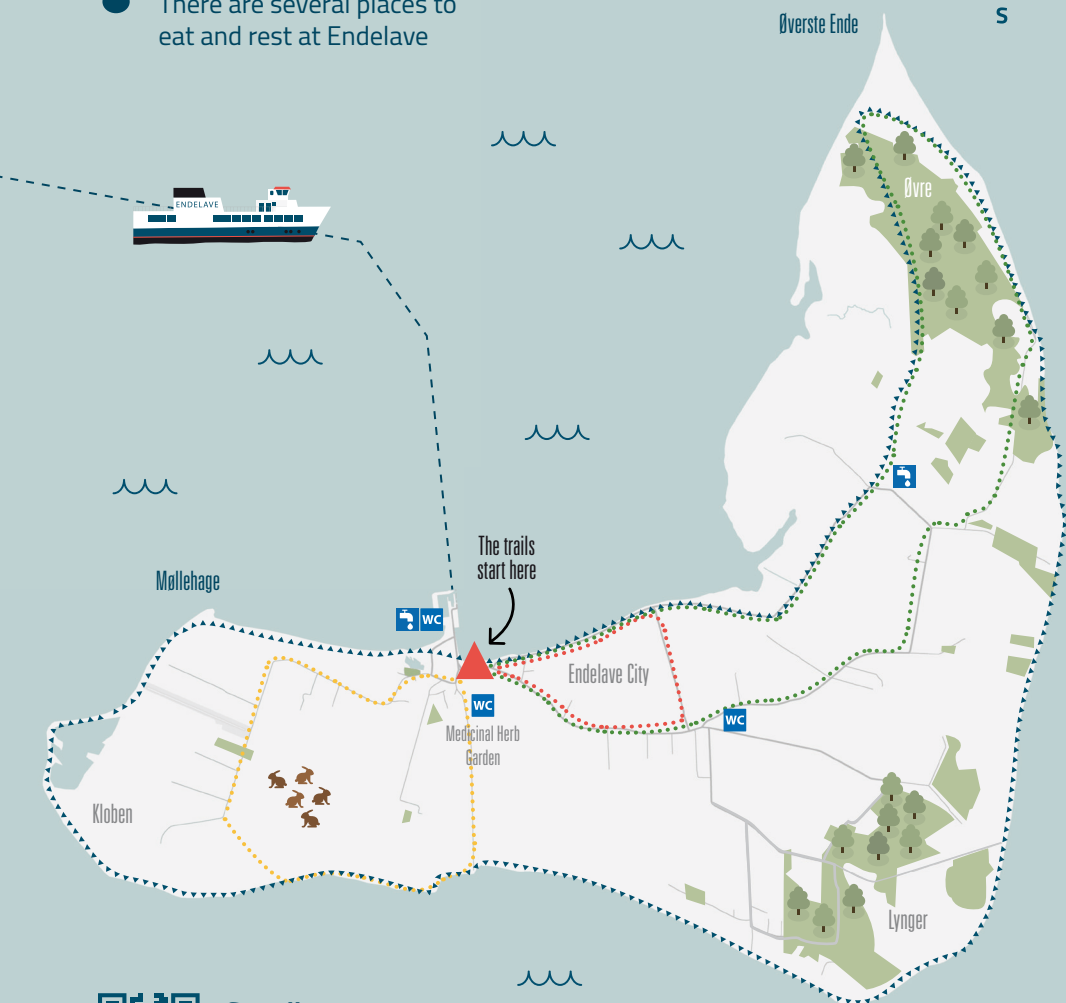 There are several places to
eat and rest at Endelave
Øverste Ende
S
Øvre
ENDELAVE
The trails
start here
Møllehage
WC
Endelave City
WC
WC
Medicinal Herb
Garden
Kloben
Lynger